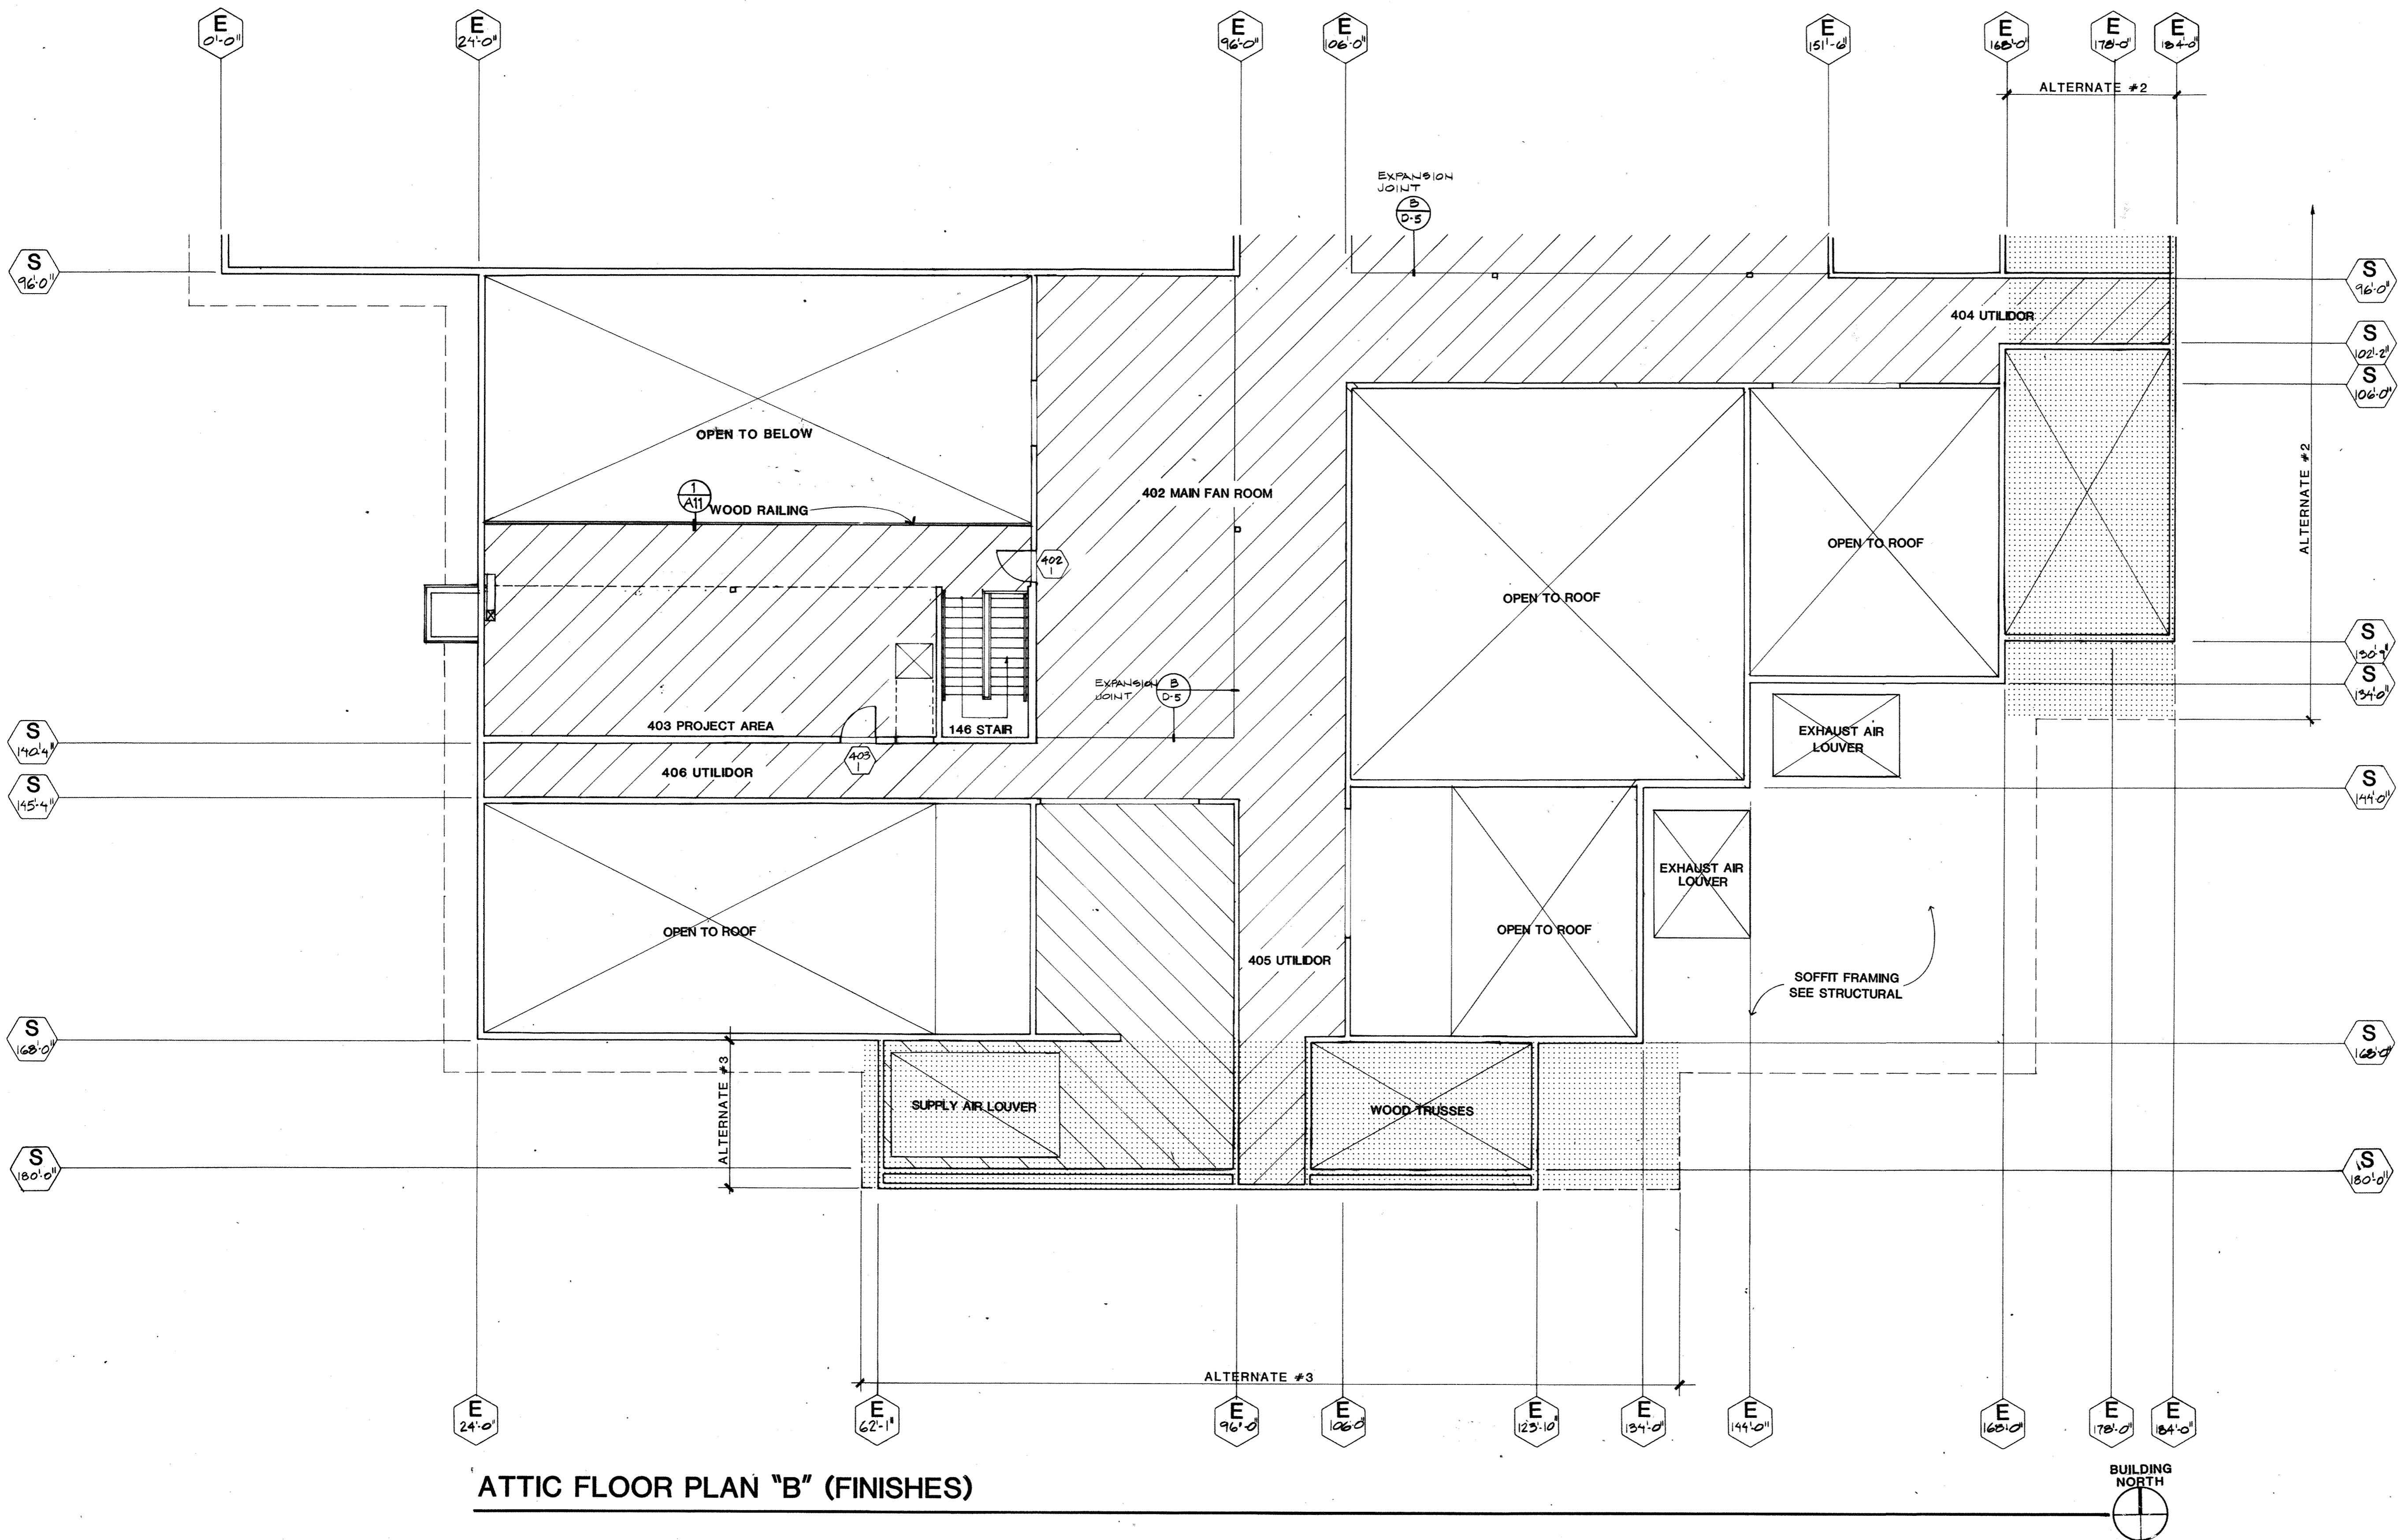 E
0'-0"
E
24'-0"
E
96'-0"
E
106'-0"
E
151'-6"
E
168'-0"
E
178'-0"
E
184'-0"
ALTERNATE #2
EXPANSION
JOINT
B
D-5
S
96'-0"
S
96'-0"
404 UTILIDOR
S
102'-2"
S
106'-0"
OPEN TO BELOW
ALTERNATE #2
1
A11
WOOD RAILING
402 MAIN FAN ROOM
OPEN TO ROOF
402
1
OPEN TO ROOF
S
130'-9"
EXPANSION
JOINT
B
D-5
S
134'-0"
403 PROJECT AREA
146 STAIR
EXHAUST AIR
LOUVER
S
140'-4"
403
1
406 UTILIDOR
S
145'-4"
S
144'-0"
EXHAUST AIR
LOUVER
OPEN TO ROOF
OPEN TO ROOF
405 UTILIDOR
SOFFIT FRAMING
SEE STRUCTURAL
S
168'-0"
S
168'-0"
ALTERNATE #3
SUPPLY AIR LOUVER
WOOD TRUSSES
S
180'-0"
S
180'-0"
ALTERNATE #3
E
24'-0"
E
62'-1"
E
96'-0"
E
106'-0"
E
123'-10"
E
134'-0"
E
144'-0"
E
168'-0"
E
178'-0"
E
184'-0"
ATTIC FLOOR PLAN "B" (FINISHES)
BUILDING
NORTH